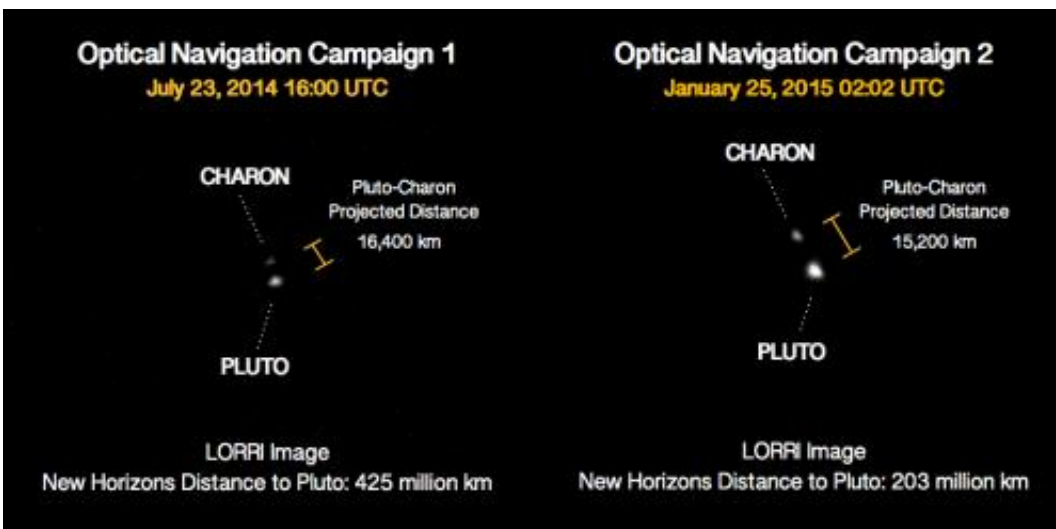 Optical Navigation Campaign 1
July 23, 2014 16:00 UTC
CHARON
Pluto-Charon
Projected Distance
16,400 km
PLUTO
LORRI Image
New Horizons Distance to Pluto: 425 million km
Optical Navigation Campaign 2
January 25, 2015 02:02 UTC
CHARON
Pluto-Charon
Projected Distance
15,200 km
PLUTO
LORRI Image
New Horizons Distance to Pluto: 203 million km